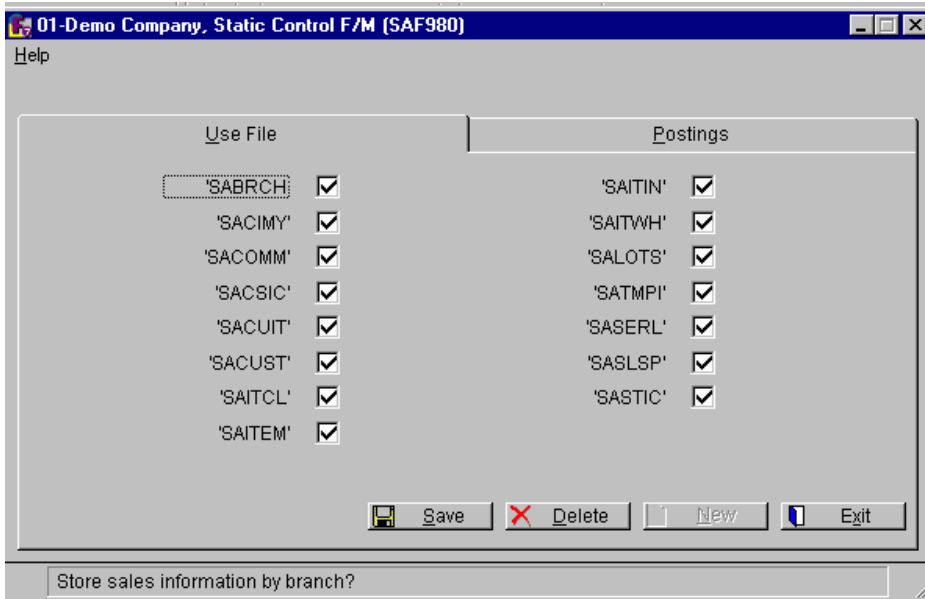 01-Demo Company, Static Control F/M (SAF980)
Help
Use File
Postings
'SABRCH
'SACIMY'
'SACOMM'
'SACSIC'
'SACUIT'
'SACUST'
'SAITCL'
'SAITEM'
'SAITIN'
'SAITWH'
'SALOTS'
'SATMPI'
'SASERL'
'SASLSP'
'SASTIC'
Save
Delete
New
Exit
Store sales information by branch?